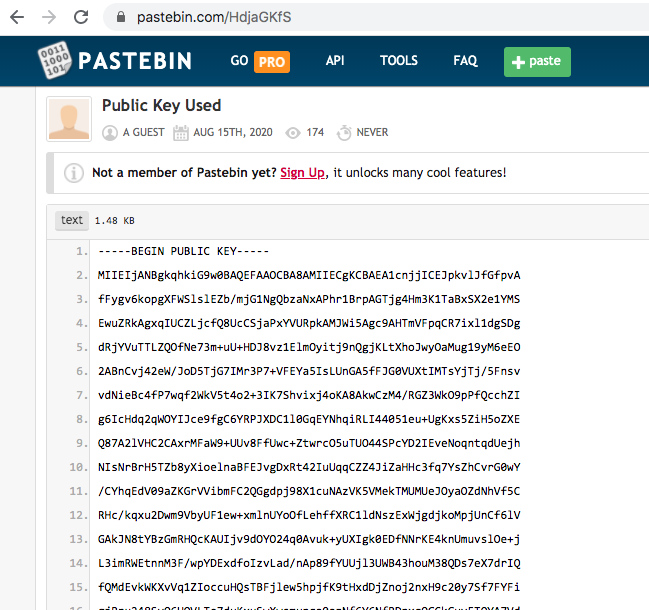 pastebin.com/HdjaGKfS
0011 1000 101 PASTEBIN GO PRO API TOOLS FAQ + paste
Public Key Used
A GUEST AUG 15TH, 2020 174 NEVER
Not a member of Pastebin yet? Sign Up, it unlocks many cool features!
text 1.48 KB
1. -----BEGIN PUBLIC KEY-----
2. MIIEIjANBgkqhkiG9w0BAQEFAAOCBA8AMIIECgKCBAEA1cnjjICEJpkvlJfGfpvA
3. fFygv6kopgXFWSlslEZb/mjG1NgQbzaNxAPhr1BrpAGTjg4Hm3K1TaBxSX2e1YMS
4. EwuZRkAgxqIUCZLjcfQ8UcCSjaPxYVURpkAMJWi5Agc9AHTmVFpqCR7ixl1dgSDg
5. dRjYVuTTLZQOfNe73m+uU+HDJ8vz1ElmOyitj9nQgjKLtXhoJwyOaMug19yM6eEO
6. 2ABnCvj42eW/JoD5TjG7IMr3P7+VFEYa5IsLUnGA5fFJG0VUXtIMTsYjTj/5Fnsv
7. vdNieBc4fP7wqf2WkV5t4o2+3IK7Shvixj4oKA8AkwCzM4/RGZ3WkO9pPfQcchZI
8. g6IcHdq2qWOYIJce9fgC6YRPJXDC1l0GqEYNhqiRLI44051eu+UgKxs5ZiH5oZXE
9. Q87A2lVHC2CAxrMFaW9+UUv8FfUwc+ZtwrcO5uTUO44SPcYD2IEveNoqntqdUejh
10. NIsNrBrH5TZb8yXioelnaBFEJvgDxRt42IuUqqCZZ4JiZaHHc3fq7YsZhCvrG0wY
11. /CYhqEdV09aZKGrVVibmFC2QGgdpj98X1cuNAzVK5VMekTMUMUeJOyaOZdNhVf5C
12. RHc/kqxu2Dwm9VbyUF1ew+xmlnUYoOfLehffXRC1ldNszExWjgdjkoMpjUnCf6lV
13. GAkJN8tYBzGmRHQcKAUIjv9dOYO24q0Avuk+yUXIgk0EDfNNrKE4knUmuvslOe+j
14. L3imRWEtnnM3F/wpYDExdfoIzvLad/nAp89fYUUjl3UWB43houM38QDs7eX7drIQ
15. fQMdEvkWKXvVq1ZIoccuHQsTBFjlew5hpjfK9tHxdDjZnoj2nxH9c20y7Sf7FYFi